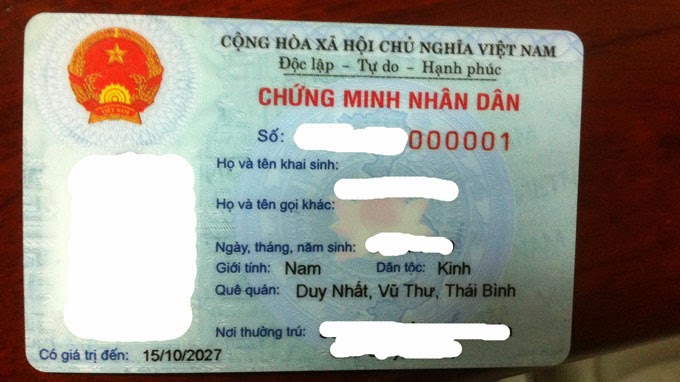 CỘNG HÒA XÃ HỘI CHỦ NGHĨA VIỆT NAM
Độc lập - Tự do - Hạnh phúc
CHỨNG MINH NHÂN DÂN
Số: 000001
Họ và tên khai sinh:
Họ và tên gọi khác:
Ngày, tháng, năm sinh:
Giới tính: Nam Dân tộc: Kinh
Quê quán: Duy Nhất, Vũ Thư, Thái Bình
Nơi thường trú:
Có giá trị đến: 15/10/2027
VIỆT NAM